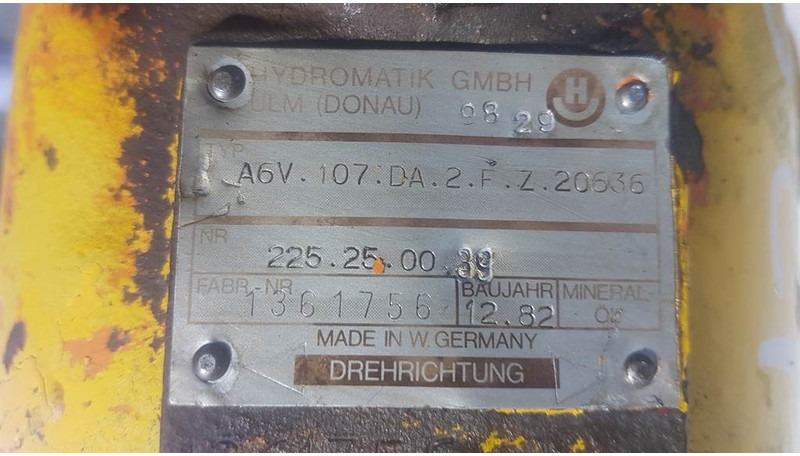 HYDROMATIK GMBH
ULM (DONAU) 98 29
H
TYP
A6V.107.DA.2.F.Z.20636
NR
225.25.00.39
FABR.-NR. BAUJAHR MINERAL-
1361756 12.82 ÖL
MADE IN W. GERMANY
DREHRICHTUNG